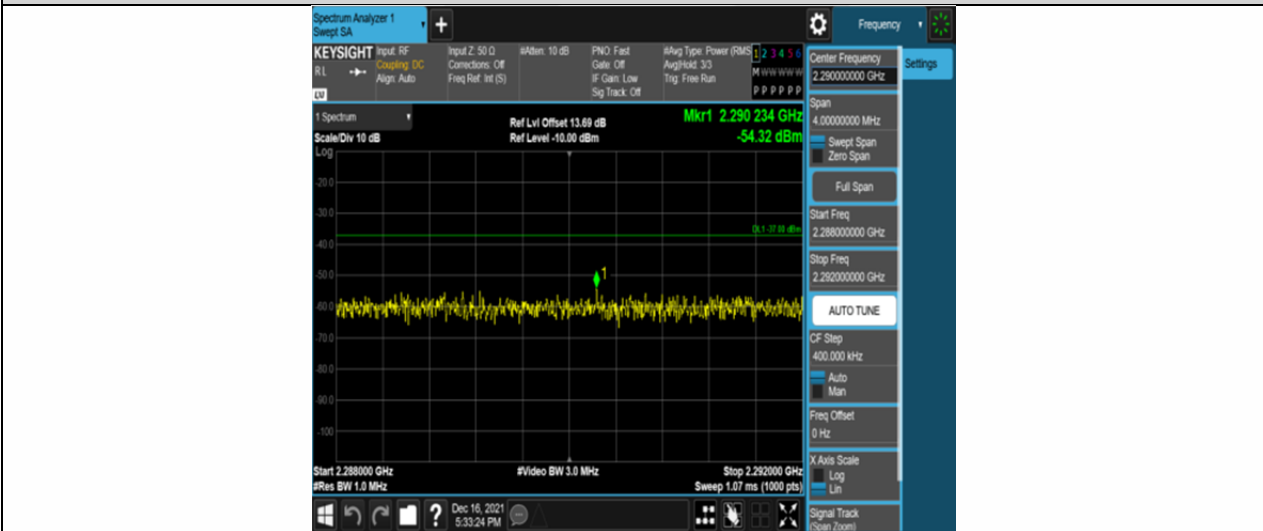 Spectrum Analyzer 1
Swept SA
+
Frequency
KEYSIGHT
RL
LXI
Input: RF
Coupling: DC
Align: Auto
Input Z: 50 Ω
Corrections: Off
Freq Ref: Int (S)
#Atten: 10 dB
PNO: Fast
Gate: Off
IF Gain: Low
Sig Track: Off
#Avg Type: Power (RMS
Avg|Hold: 3/3
Trig: Free Run
1 2 3 4 5 6
M W W W W W
P P P P P P
1 Spectrum
Scale/Div 10 dB
Log
Ref Lvl Offset 13.69 dB
Ref Level -10.00 dBm
Mkr1 2.290 234 GHz
-54.32 dBm
-20.0
-30.0
DL1 -37.00 dBm
-40.0
-50.0
1
-60.0
-70.0
-80.0
-90.0
-100
Start 2.288000 GHz
#Res BW 1.0 MHz
#Video BW 3.0 MHz
Stop 2.292000 GHz
Sweep 1.07 ms (1000 pts)
?
Dec 16, 2021
5:33:24 PM
Center Frequency
2.290000000 GHz
Settings
Span
4.00000000 MHz
Swept Span
Zero Span
Full Span
Start Freq
2.288000000 GHz
Stop Freq
2.292000000 GHz
AUTO TUNE
CF Step
400.000 kHz
Auto
Man
Freq Offset
0 Hz
X Axis Scale
Log
Lin
Signal Track
(Span Zoom)